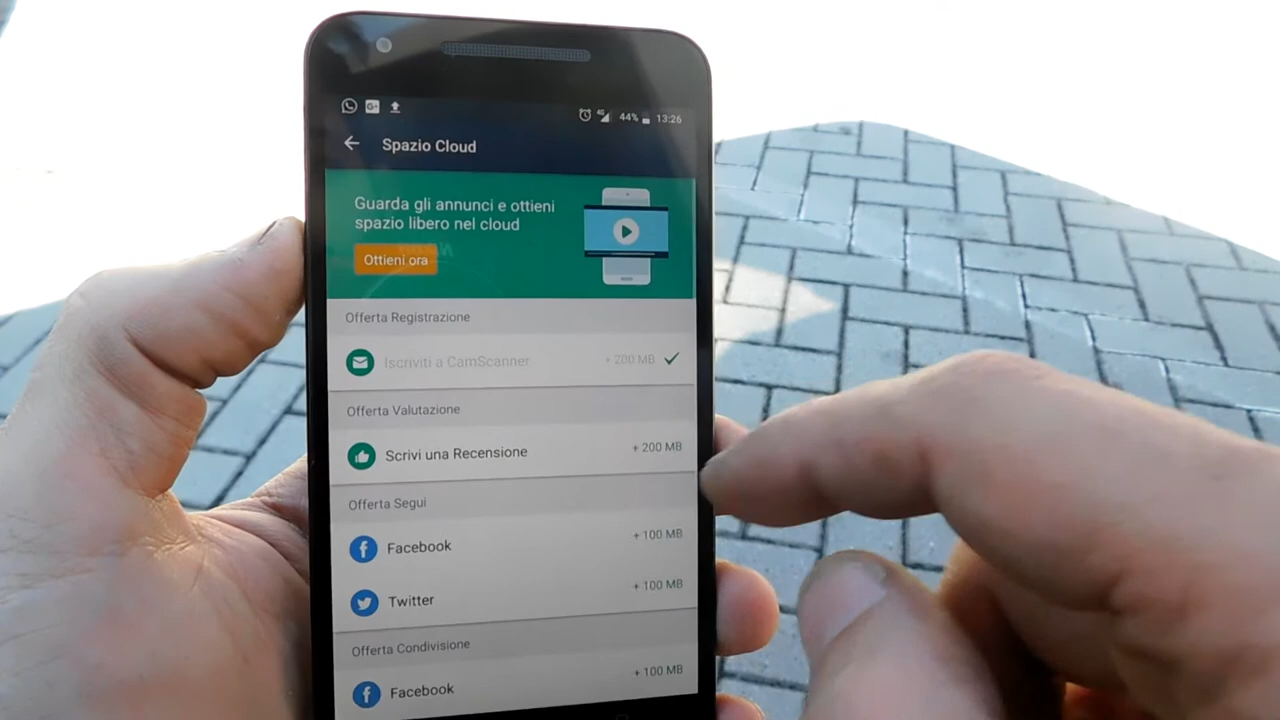 4G 44% 13:26
Spazio Cloud
Guarda gli annunci e ottieni
spazio libero nel cloud
Ottieni ora
Offerta Registrazione
Iscriviti a CamScanner + 200 MB
Offerta Valutazione
Scrivi una Recensione + 200 MB
Offerta Segui
Facebook + 100 MB
Twitter + 100 MB
Offerta Condivisione
Facebook + 100 MB